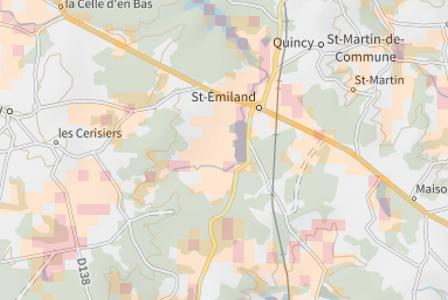 la Celle d'en Bas
Quincy
St-Martin-de-
Commune
St-Martin
St-Émiland
les Cerisiers
Maiso
D138